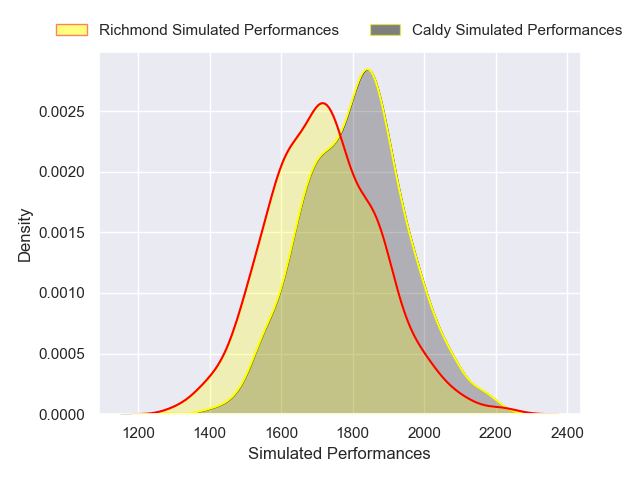 Richmond Simulated Performances
Caldy Simulated Performances
0.0025
0.0020
0.0015
0.0010
0.0005
0.0000
Density
1200 1400 1600 1800 2000 2200 2400
Simulated Performances